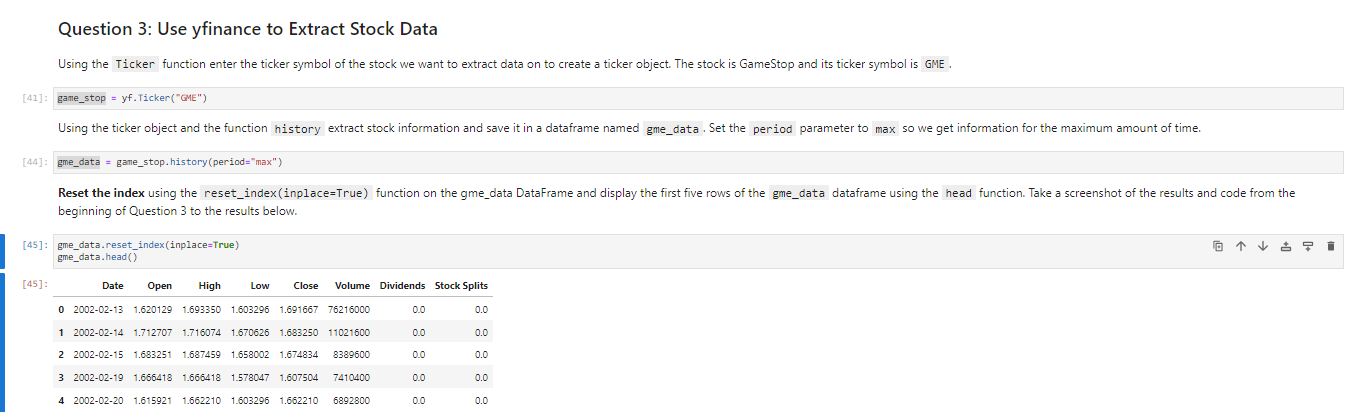 Question 3: Use yfinance to Extract Stock Data
Using the Ticker function enter the ticker symbol of the stock we want to extract data on to create a ticker object. The stock is GameStop and its ticker symbol is GME .
[41]: game_stop = yf.Ticker("GME")
Using the ticker object and the function history extract stock information and save it in a dataframe named gme_data . Set the period parameter to max so we get information for the maximum amount of time.
[44]: gme_data = game_stop.history(period="max")
Reset the index using the reset_index(inplace=True) function on the gme_data DataFrame and display the first five rows of the gme_data dataframe using the head function. Take a screenshot of the results and code from the
beginning of Question 3 to the results below.
[45]: gme_data.reset_index(inplace=True)
gme_data.head()
[45]: Date Open High Low Close Volume Dividends Stock Splits
0 2002-02-13 1.620129 1.693350 1.603296 1.691667 76216000 0.0 0.0
1 2002-02-14 1.712707 1.716074 1.670626 1.683250 11021600 0.0 0.0
2 2002-02-15 1.683251 1.687459 1.658002 1.674834 8389600 0.0 0.0
3 2002-02-19 1.666418 1.666418 1.578047 1.607504 7410400 0.0 0.0
4 2002-02-20 1.615921 1.662210 1.603296 1.662210 6892800 0.0 0.0